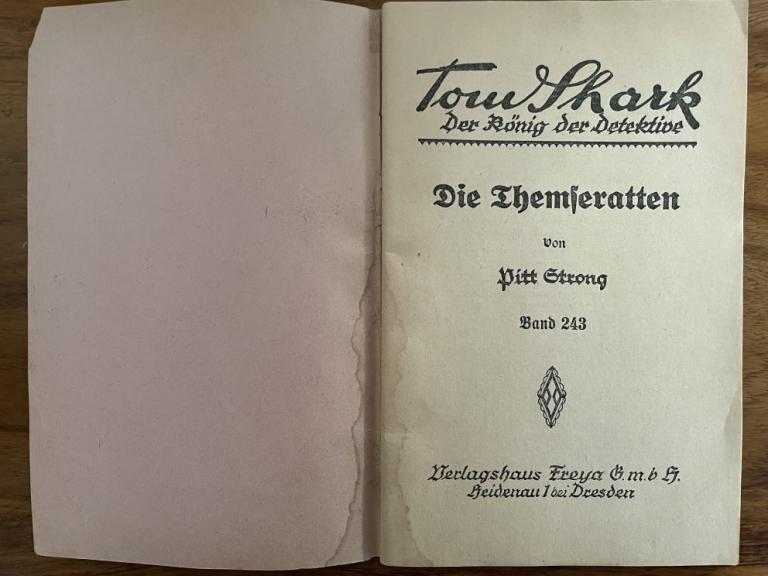 Tom Shark
Der König der Detektive
Die Themſeratten
von
Pitt Strong
Band 243
Verlagshaus Freya G.m.b H.
Heidenau 1 bei Dresden